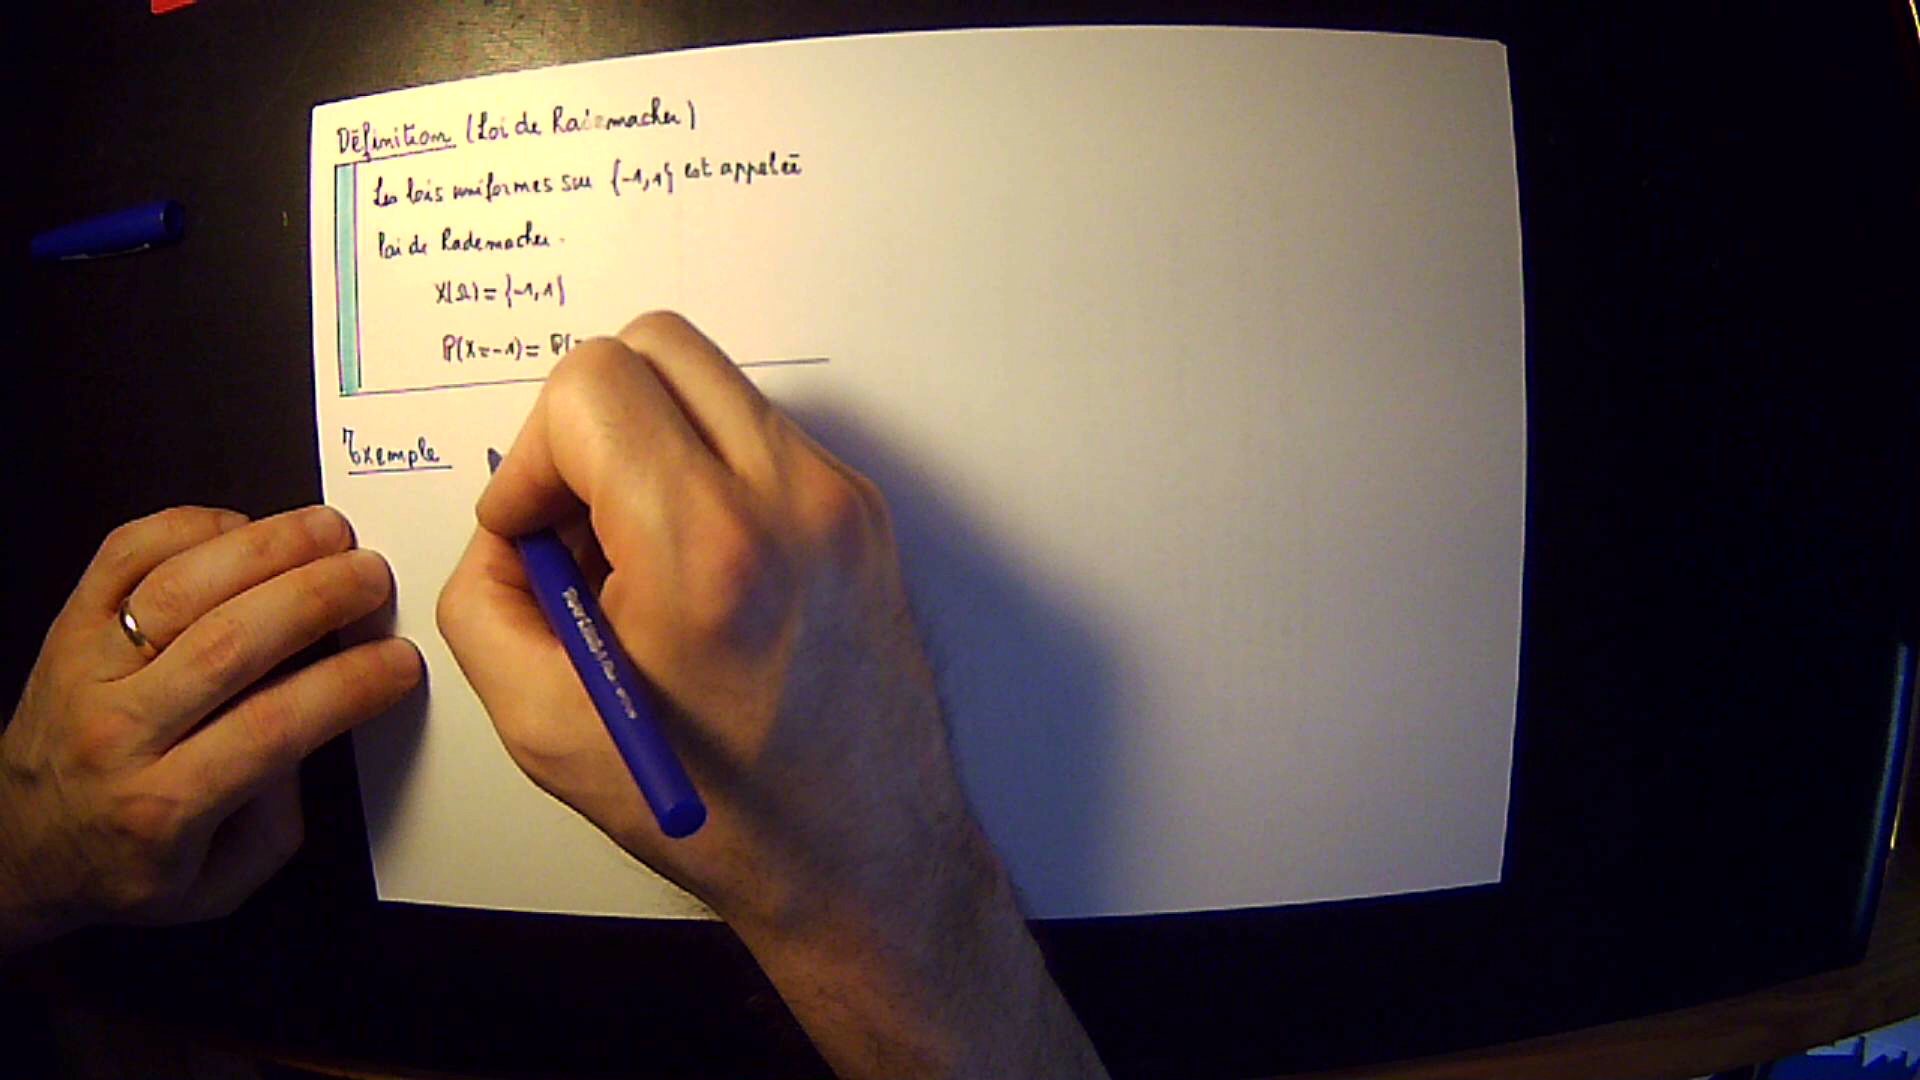 Définition (Loi de Rademacher)
Les lois uniformes sur {-1,1} est appelée
loi de Rademacher.
X(Ω) = {-1,1}
P(X=-1) = P(
Exemple